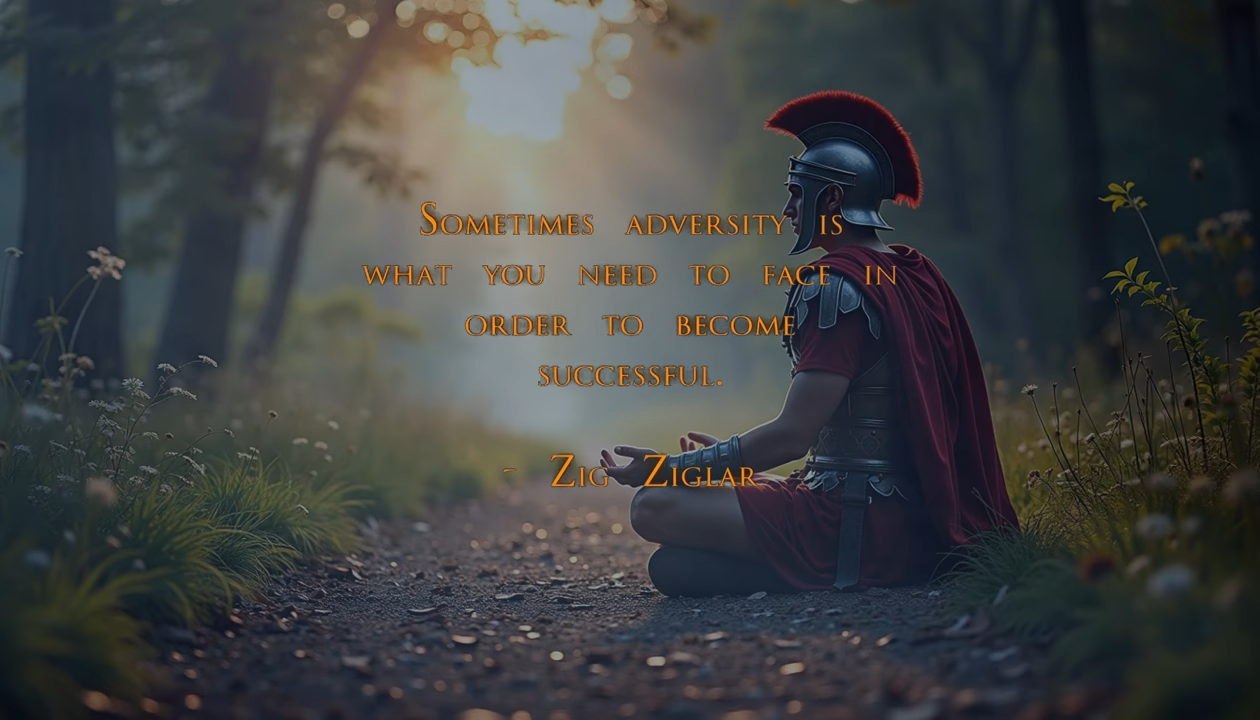 Sometimes adversity is
what you need to face in
order to become
successful.
- Zig Ziglar